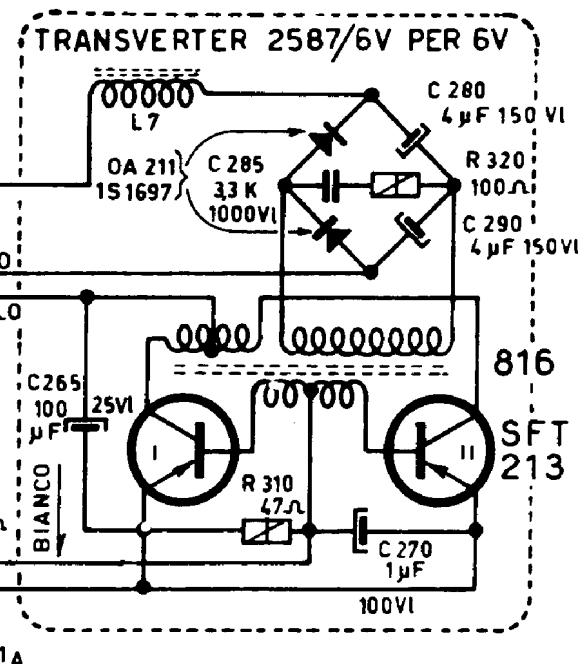 TRANSVERTER 2587/6V PER 6V
C 280
4 µF 150 Vl
L7
OA 211
1S1697
C 285
3,3 K
1000Vl
R 320
100Ω
C 290
4 µF 150Vl
O
LO
816
C265
100
µF
25Vl
I
II
SFT
213
BIANCO
R 310
47Ω
C 270
1µF
Ω
100Vl
1A